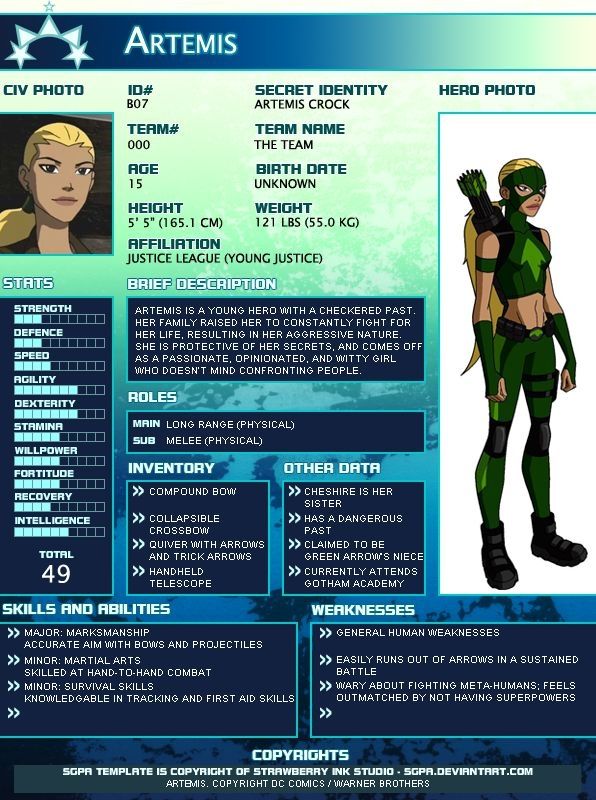 ARTEMIS
CIV PHOTO
ID#
B07
SECRET IDENTITY
ARTEMIS CROCK
HERO PHOTO
TEAM#
000
TEAM NAME
THE TEAM
AGE
15
BIRTH DATE
UNKNOWN
HEIGHT
5' 5" (165.1 CM)
WEIGHT
121 LBS (55.0 KG)
AFFILIATION
JUSTICE LEAGUE (YOUNG JUSTICE)
STATS
STRENGTH
DEFENCE
SPEED
AGILITY
DEXTERITY
STAMINA
WILLPOWER
FORTITUDE
RECOVERY
INTELLIGENCE
TOTAL
49
BRIEF DESCRIPTION
ARTEMIS IS A YOUNG HERO WITH A CHECKERED PAST.
HER FAMILY RAISED HER TO CONSTANTLY FIGHT FOR
HER LIFE, RESULTING IN HER AGGRESSIVE NATURE.
SHE IS PROTECTIVE OF HER SECRETS, AND COMES OFF
AS A PASSIONATE, OPINIONATED, AND WITTY GIRL
WHO DOESN'T MIND CONFRONTING PEOPLE.
ROLES
MAIN LONG RANGE (PHYSICAL)
SUB MELEE (PHYSICAL)
INVENTORY
COMPOUND BOW
COLLAPSIBLE
CROSSBOW
QUIVER WITH ARROWS
AND TRICK ARROWS
HANDHELD
TELESCOPE
OTHER DATA
CHESHIRE IS HER
SISTER
HAS A DANGEROUS
PAST
CLAIMED TO BE
GREEN ARROW'S NIECE
CURRENTLY ATTENDS
GOTHAM ACADEMY
SKILLS AND ABILITIES
MAJOR: MARKSMANSHIP
ACCURATE AIM WITH BOWS AND PROJECTILES
MINOR: MARTIAL ARTS
SKILLED AT HAND-TO-HAND COMBAT
MINOR: SURVIVAL SKILLS
KNOWLEDGABLE IN TRACKING AND FIRST AID SKILLS
WEAKNESSES
GENERAL HUMAN WEAKNESSES
EASILY RUNS OUT OF ARROWS IN A SUSTAINED
BATTLE
WARY ABOUT FIGHTING META-HUMANS; FEELS
OUTMATCHED BY NOT HAVING SUPERPOWERS
COPYRIGHTS
SGPA TEMPLATE IS COPYRIGHT OF STRAWBERRY INK STUDIO - SGPA.DEVIANTART.COM
ARTEMIS. COPYRIGHT DC COMICS / WARNER BROTHERS